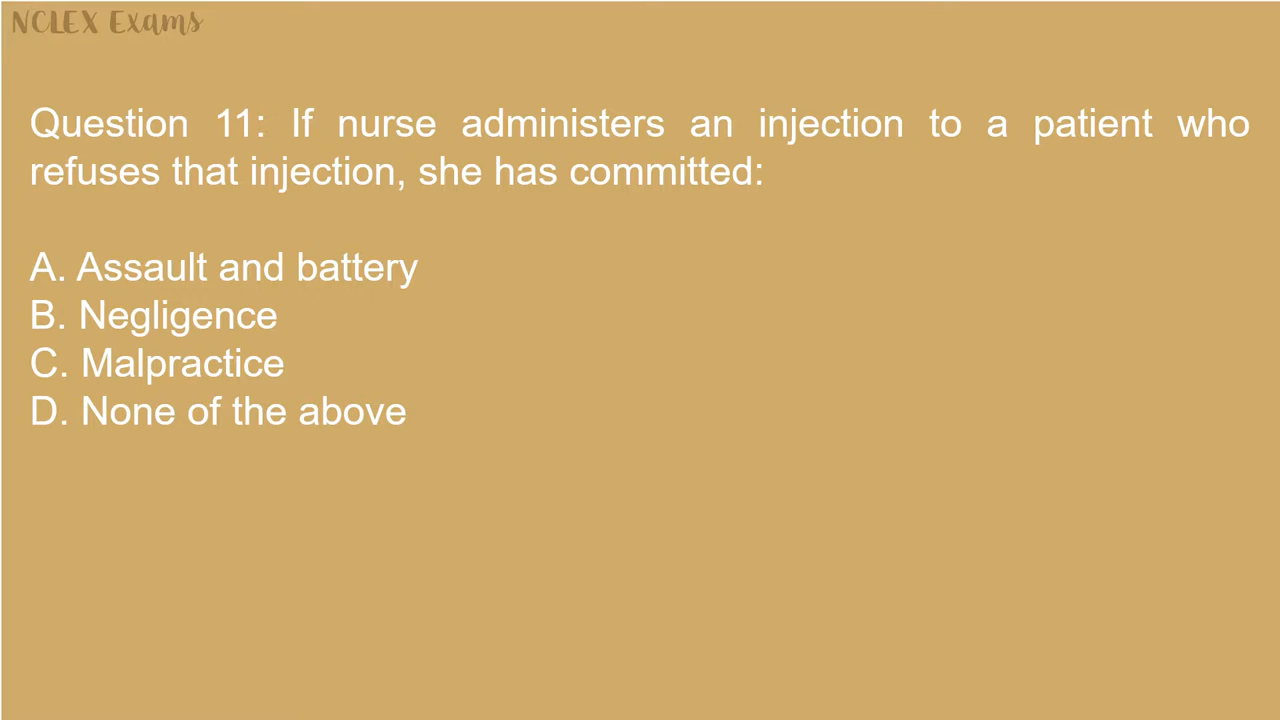 NCLEX Exams
Question 11: If nurse administers an injection to a patient who
refuses that injection, she has committed:
A. Assault and battery
B. Negligence
C. Malpractice
D. None of the above